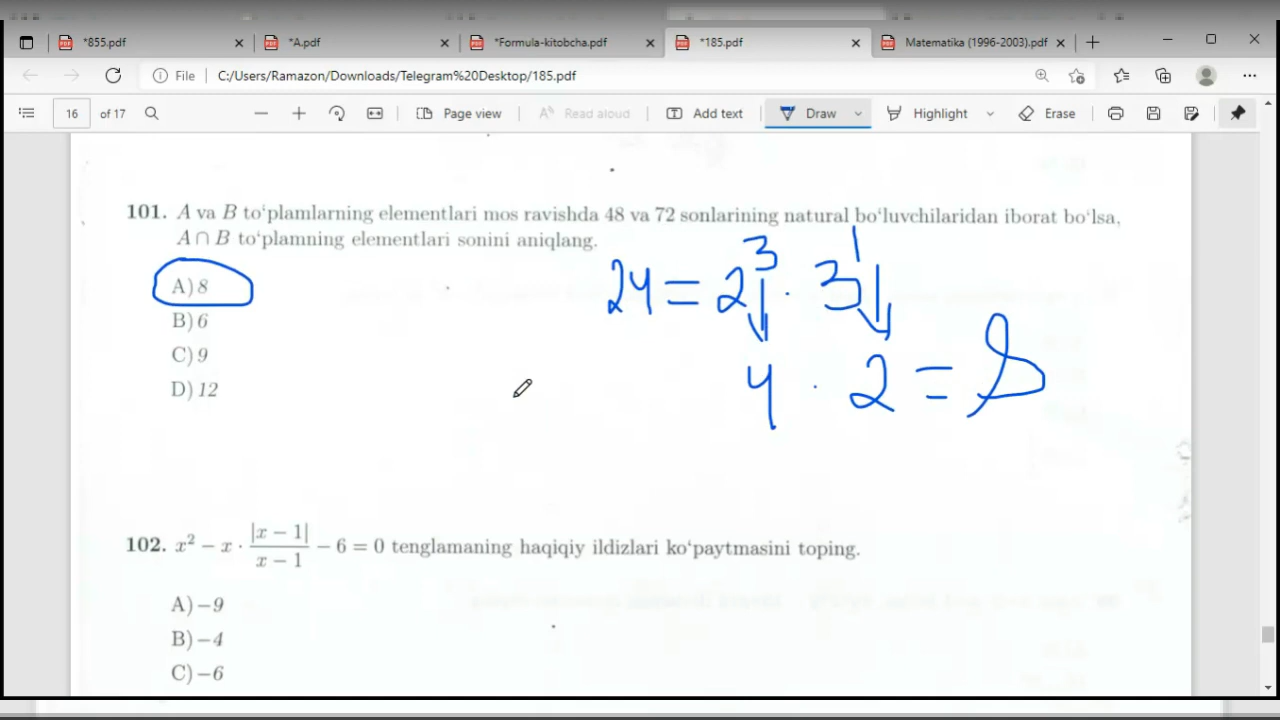 *855.pdf
*A.pdf
*Formula-kitobcha.pdf
*185.pdf
Matematika (1996-2003).pdf
File
C:/Users/Ramazon/Downloads/Telegram%20Desktop/185.pdf
16 of 17
Page view
Read aloud
Add text
Draw
Highlight
Erase
101. A va B to‘plamlarning elementlari mos ravishda 48 va 72 sonlarining natural bo‘luvchilaridan iborat bo‘lsa,
A ∩ B to‘plamning elementlari sonini aniqlang.
A) 8
B) 6
C) 9
D) 12
24 = 2³ · 3¹
4 · 2 = 8
102. x² − x · |x − 1| / x − 1 − 6 = 0 tenglamaning haqiqiy ildizlari ko‘paytmasini toping.
A) −9
B) −4
C) −6